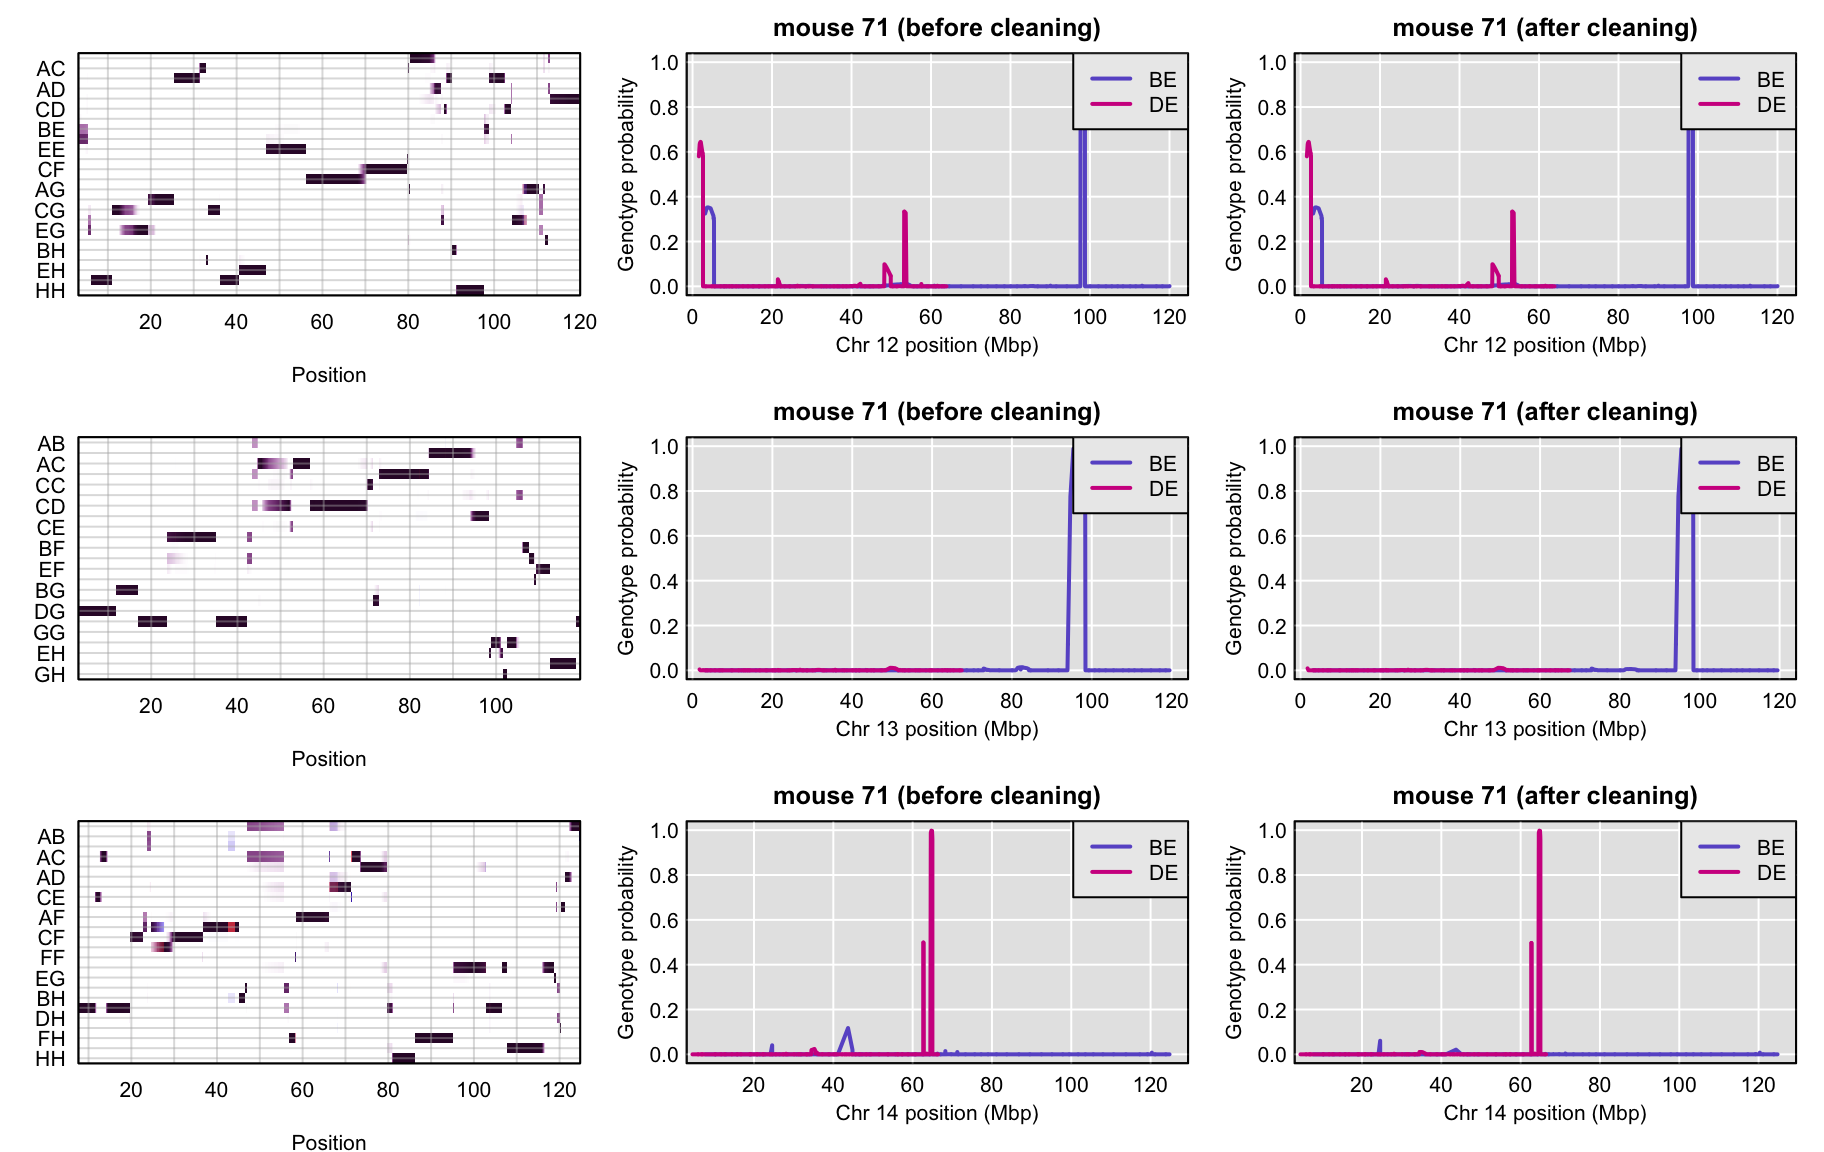 mouse 71 (before cleaning)
mouse 71 (after cleaning)
AC
AD
CD
BE
EE
CF
AG
CG
EG
BH
EH
HH
20 40 60 80 100 120
Position
Genotype probability
1.0
0.8
0.6
0.4
0.2
0.0
BE
DE
0 20 40 60 80 100 120
Chr 12 position (Mbp)
Genotype probability
1.0
0.8
0.6
0.4
0.2
0.0
BE
DE
0 20 40 60 80 100 120
Chr 12 position (Mbp)
mouse 71 (before cleaning)
mouse 71 (after cleaning)
AB
AC
CC
CD
CE
BF
EF
BG
DG
GG
EH
GH
20 40 60 80 100
Position
Genotype probability
1.0
0.8
0.6
0.4
0.2
0.0
BE
DE
0 20 40 60 80 100 120
Chr 13 position (Mbp)
Genotype probability
1.0
0.8
0.6
0.4
0.2
0.0
BE
DE
0 20 40 60 80 100 120
Chr 13 position (Mbp)
mouse 71 (before cleaning)
mouse 71 (after cleaning)
AB
AC
AD
CE
AF
CF
FF
EG
BH
DH
FH
HH
20 40 60 80 100 120
Position
Genotype probability
1.0
0.8
0.6
0.4
0.2
0.0
BE
DE
20 40 60 80 100 120
Chr 14 position (Mbp)
Genotype probability
1.0
0.8
0.6
0.4
0.2
0.0
BE
DE
20 40 60 80 100 120
Chr 14 position (Mbp)